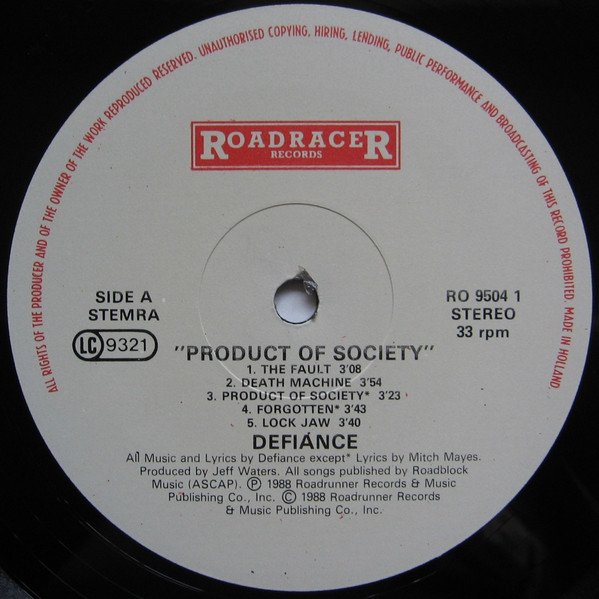 ALL RIGHTS OF THE PRODUCER AND OF THE OWNER OF THE WORK REPRODUCED RESERVED. UNAUTHORISED COPYING, HIRING, LENDING, PUBLIC PERFORMANCE AND BROADCASTING OF THIS RECORD PROHIBITED. MADE IN HOLLAND.
ROADRACER
RECORDS
SIDE A
STEMRA
LC 9321
RO 9504 1
STEREO
33 rpm
"PRODUCT OF SOCIETY"
1. THE FAULT 3'08
2. DEATH MACHINE 3'54
3. PRODUCT OF SOCIETY* 3'23
4. FORGOTTEN* 3'43
5. LOCK JAW 3'40
DEFIANCE
All Music and Lyrics by Defiance except* Lyrics by Mitch Mayes.
Produced by Jeff Waters. All songs published by Roadblock
Music (ASCAP). Ⓟ 1988 Roadrunner Records & Music
Publishing Co., Inc. © 1988 Roadrunner Records
& Music Publishing Co., Inc.